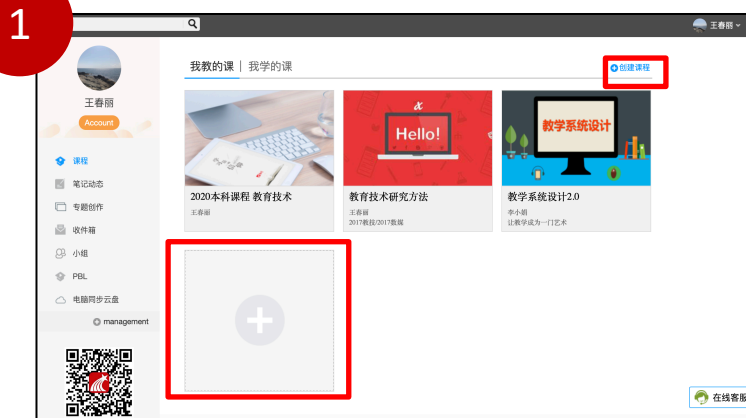 1
王春丽
我教的课 | 我学的课
创建课程
王春丽
Account
课程
笔记动态
专题创作
收件箱
小组
PBL
电脑同步云盘
management
Hello!
教学系统设计
2020本科课程 教育技术
王春丽
教育技术研究方法
王春丽
2017教技/2017数媒
教学系统设计2.0
李小娟
让教学成为一门艺术
在线客服